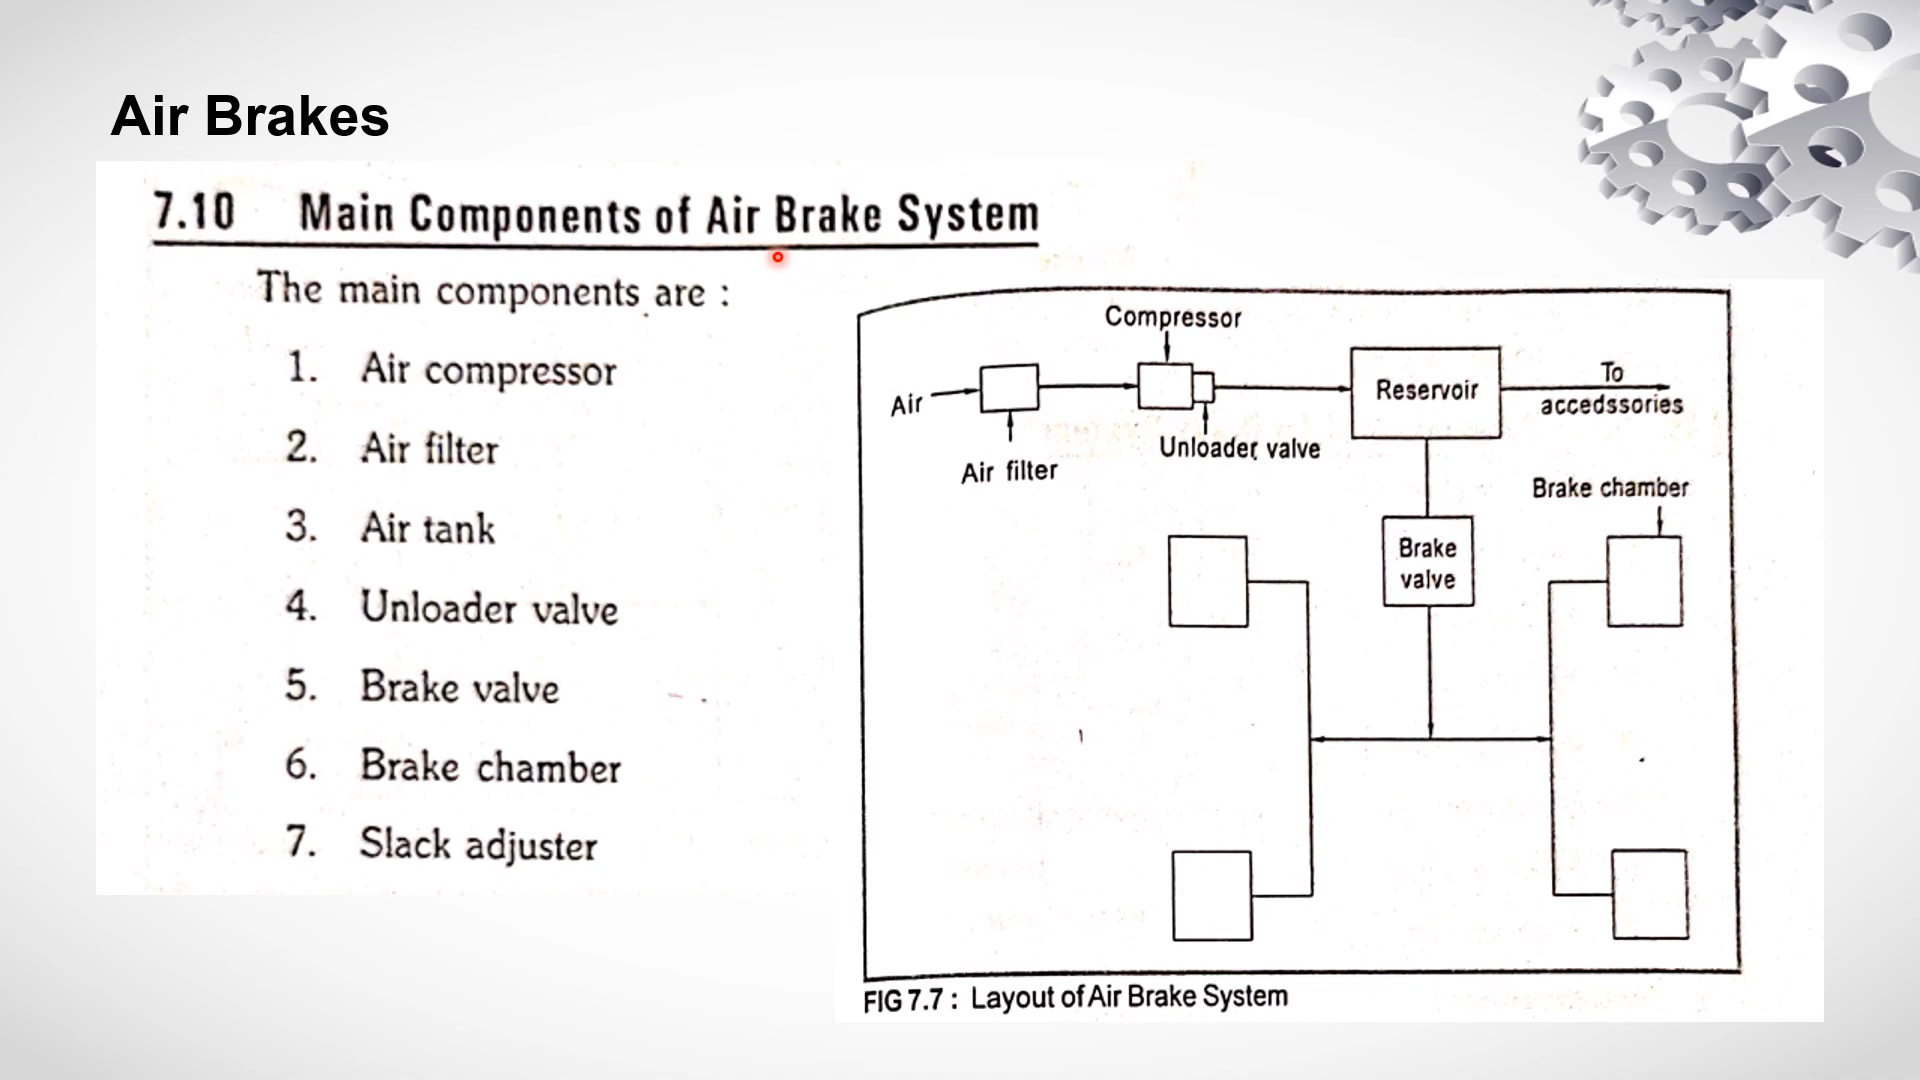 Air Brakes
7.10 Main Components of Air Brake System
The main components are :
1. Air compressor
2. Air filter
3. Air tank
4. Unloader valve
5. Brake valve
6. Brake chamber
7. Slack adjuster
Compressor
Air
Reservoir
To
accedssories
Unloader valve
Air filter
Brake chamber
Brake
valve
FIG 7.7 : Layout of Air Brake System